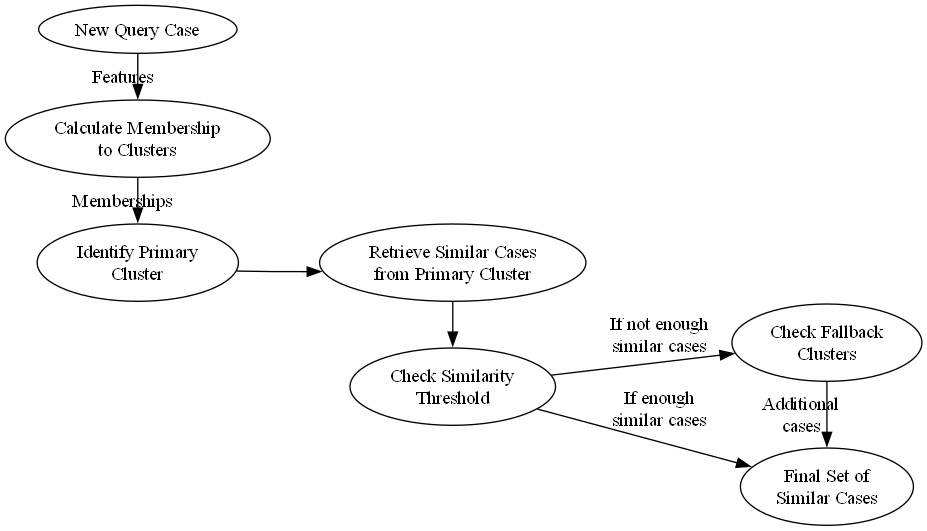 New Query Case
Features
Calculate Membership
to Clusters
Memberships
Identify Primary
Cluster
Retrieve Similar Cases
from Primary Cluster
Check Similarity
Threshold
If not enough
similar cases
If enough
similar cases
Check Fallback
Clusters
Additional
cases
Final Set of
Similar Cases